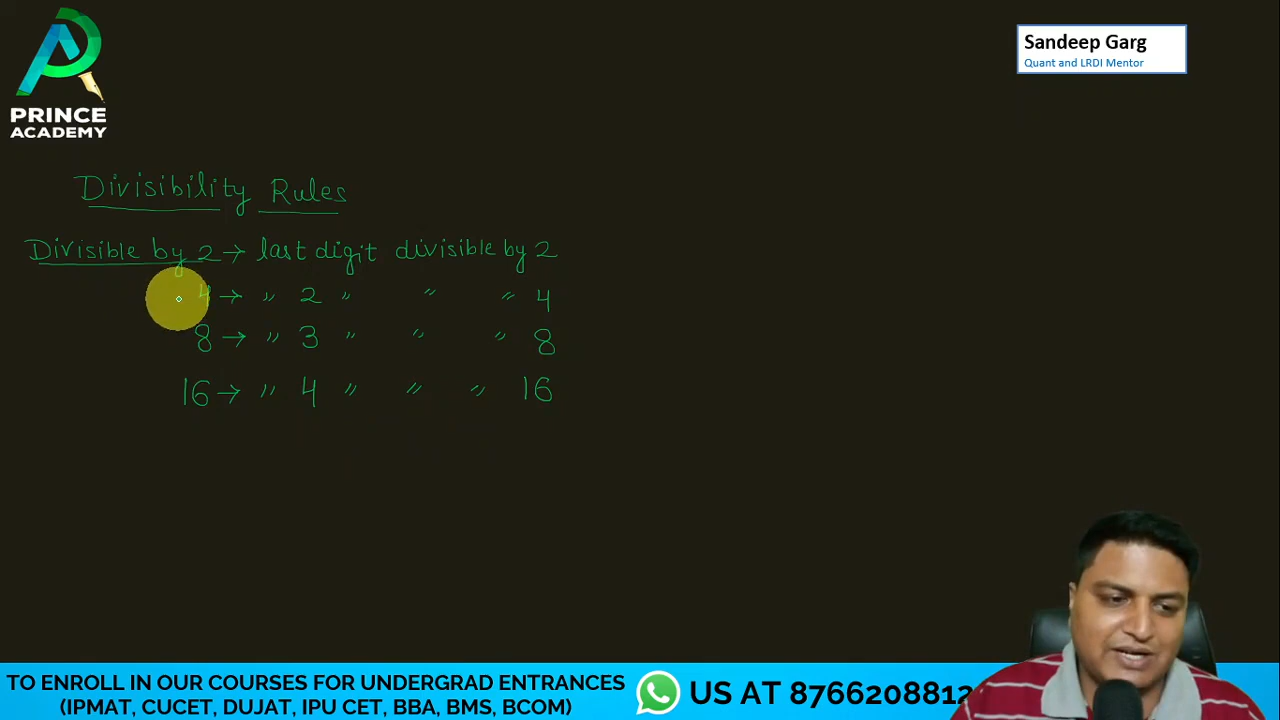 PRINCE
ACADEMY
Sandeep Garg
Quant and LRDI Mentor
Divisibility Rules
Divisible by 2 → last digit divisible by 2
4 → " 2 " " " 4
8 → " 3 " " " 8
16 → " 4 " " " 16
TO ENROLL IN OUR COURSES FOR UNDERGRAD ENTRANCES
(IPMAT, CUCET, DUJAT, IPU CET, BBA, BMS, BCOM)
US AT 876620881